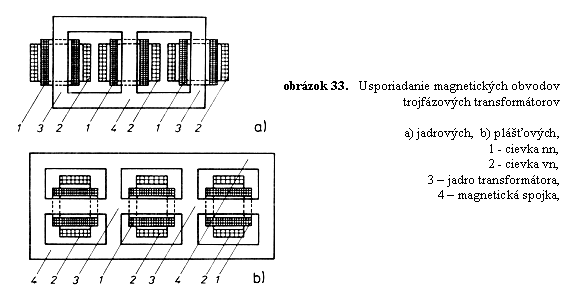 1 3 2 1 4 2 1 3 2
a)
4 2 3 1 2 3 4 2 1
b)
obrázok 33. Usporiadanie magnetických obvodov
trojfázových transformátorov
a) jadrových, b) plášťových,
1 - cievka nn,
2 - cievka vn,
3 – jadro transformátora,
4 – magnetická spojka,